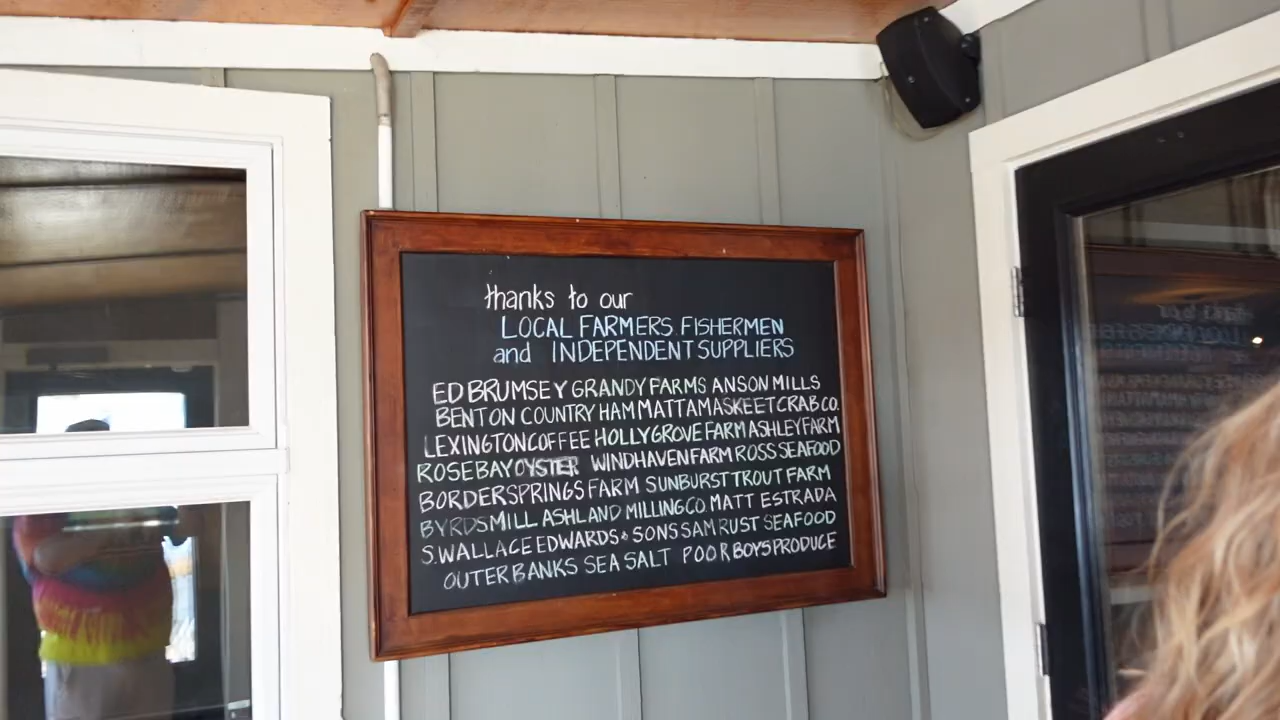 thanks to our
LOCAL FARMERS, FISHERMEN
and INDEPENDENT SUPPLIERS
ED BRUMSEY GRANDY FARMS ANSON MILLS
BENTON COUNTRY HAM MATTAMASKEET CRAB CO.
LEXINGTON COFFEE HOLLY GROVE FARM ASHLEY FARM
ROSE BAY OYSTER WINDHAVEN FARM ROSS SEAFOOD
BORDER SPRINGS FARM SUNBURST TROUT FARM
BYRDS MILL ASHLAND MILLING CO MATT ESTRADA
S. WALLACE EDWARDS & SONS SAM RUST SEAFOOD
OUTER BANKS SEA SALT POOR BOYS PRODUCE